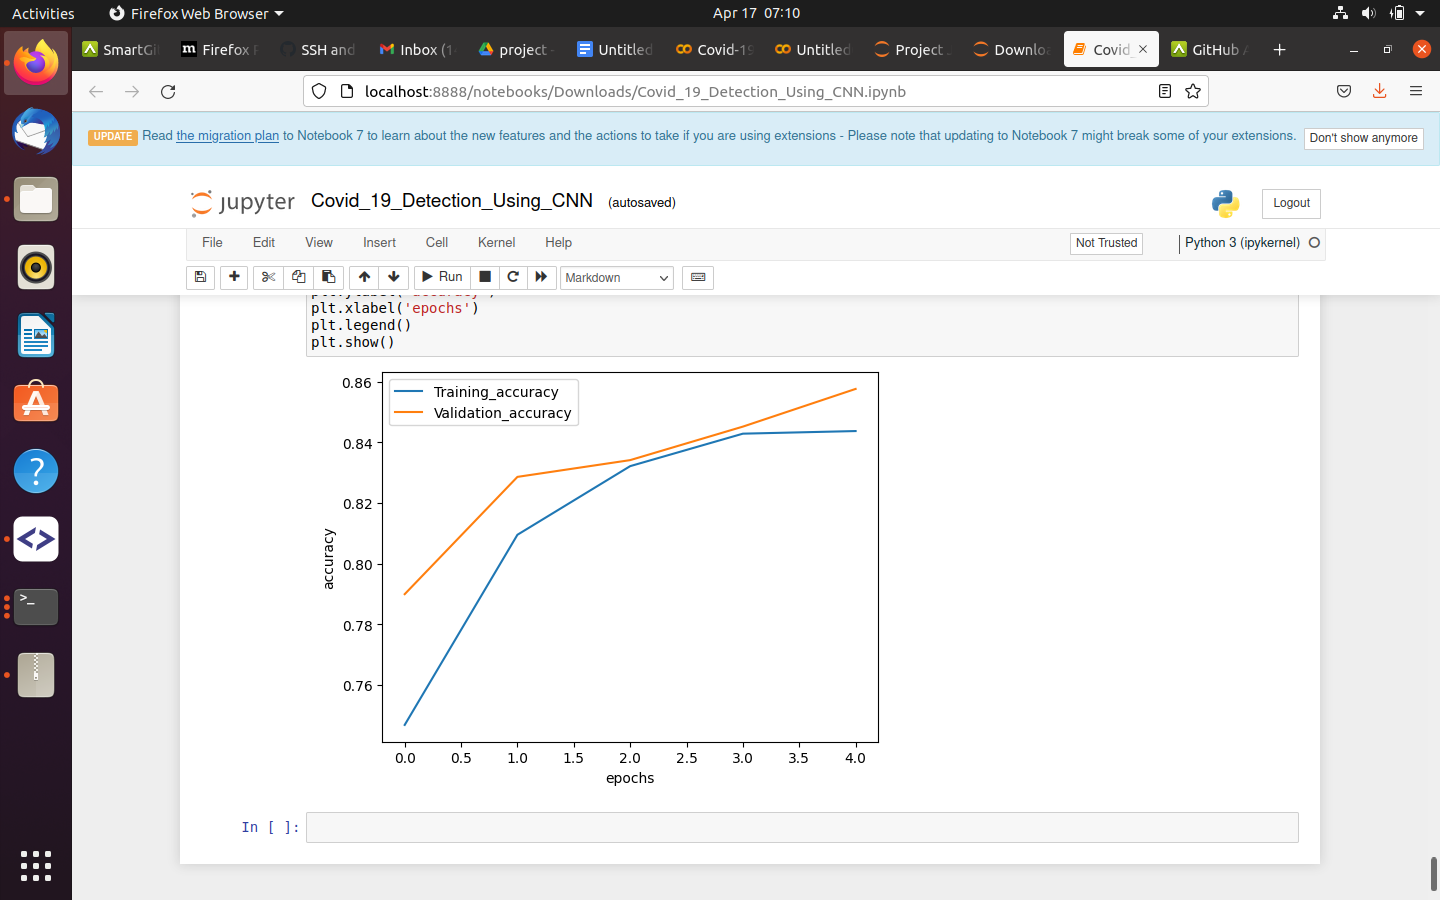 Activities
Firefox Web Browser
Apr 17 07:10
SmartGi
Firefox
SSH and
Inbox (1
project -
Untitled
Covid-19
Untitled
Project
Downlo
Covid_
GitHub
localhost:8888/notebooks/Downloads/Covid_19_Detection_Using_CNN.ipynb
UPDATE Read the migration plan to Notebook 7 to learn about the new features and the actions to take if you are using extensions - Please note that updating to Notebook 7 might break some of your extensions.
Don't show anymore
jupyter
Covid_19_Detection_Using_CNN
(autosaved)
Logout
File
Edit
View
Insert
Cell
Kernel
Help
Not Trusted
Python 3 (ipykernel)
Run
Markdown
plt.xlabel('epochs')
plt.legend()
plt.show()
Training_accuracy
Validation_accuracy
0.86
0.84
0.82
0.80
0.78
0.76
accuracy
0.0 0.5 1.0 1.5 2.0 2.5 3.0 3.5 4.0
epochs
In [ ]: